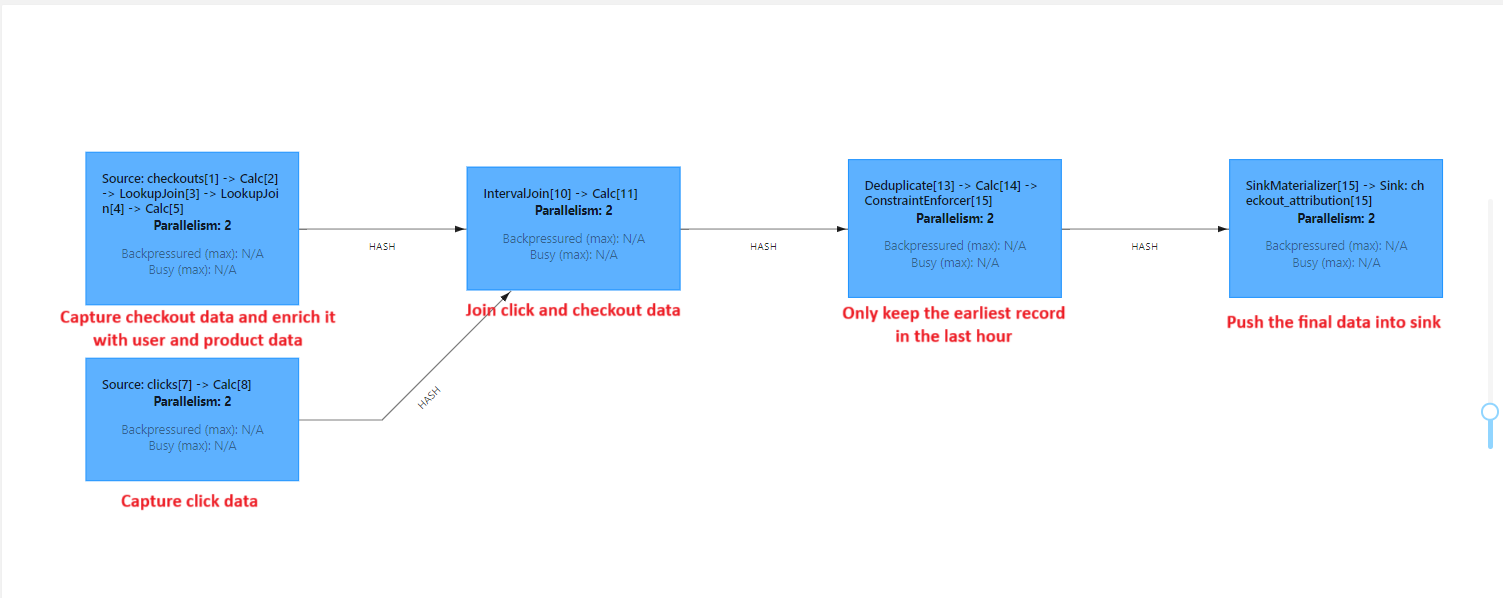 Source: checkouts[1] -> Calc[2]
-> LookupJoin[3] -> LookupJoi
n[4] -> Calc[5]
Parallelism: 2
Backpressured (max): N/A
Busy (max): N/A
Capture checkout data and enrich it
with user and product data
Source: clicks[7] -> Calc[8]
Parallelism: 2
Backpressured (max): N/A
Busy (max): N/A
Capture click data
HASH
HASH
IntervalJoin[10] -> Calc[11]
Parallelism: 2
Backpressured (max): N/A
Busy (max): N/A
Join click and checkout data
HASH
Deduplicate[13] -> Calc[14] ->
ConstraintEnforcer[15]
Parallelism: 2
Backpressured (max): N/A
Busy (max): N/A
Only keep the earliest record
in the last hour
HASH
SinkMaterializer[15] -> Sink: ch
eckout_attribution[15]
Parallelism: 2
Backpressured (max): N/A
Busy (max): N/A
Push the final data into sink